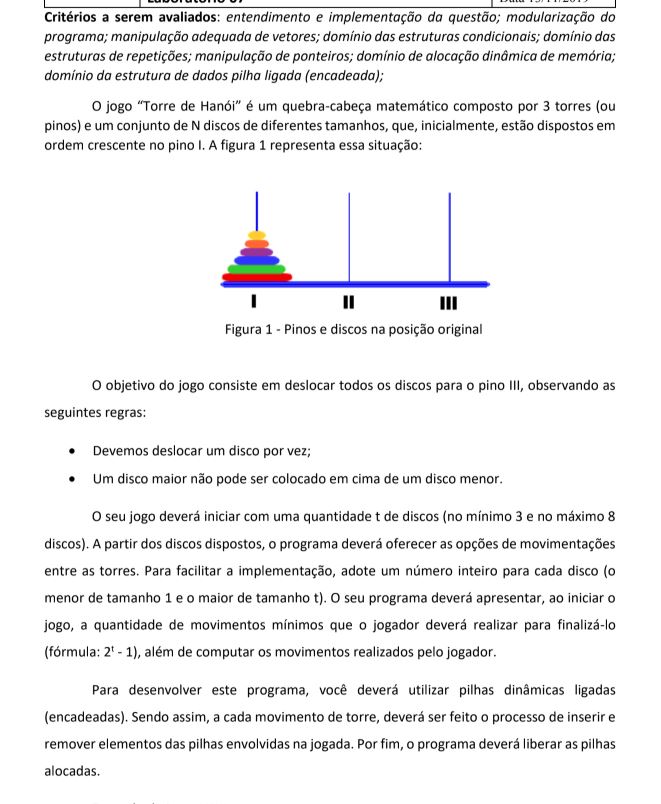 Laboratório 07
Data 13/11/2019
Critérios a serem avaliados: entendimento e implementação da questão; modularização do
programa; manipulação adequada de vetores; domínio das estruturas condicionais; domínio das
estruturas de repetições; manipulação de ponteiros; domínio de alocação dinâmica de memória;
domínio da estrutura de dados pilha ligada (encadeada);
O jogo “Torre de Hanói” é um quebra-cabeça matemático composto por 3 torres (ou
pinos) e um conjunto de N discos de diferentes tamanhos, que, inicialmente, estão dispostos em
ordem crescente no pino I. A figura 1 representa essa situação:
I II III
Figura 1 - Pinos e discos na posição original
O objetivo do jogo consiste em deslocar todos os discos para o pino III, observando as
seguintes regras:
• Devemos deslocar um disco por vez;
• Um disco maior não pode ser colocado em cima de um disco menor.
O seu jogo deverá iniciar com uma quantidade t de discos (no mínimo 3 e no máximo 8
discos). A partir dos discos dispostos, o programa deverá oferecer as opções de movimentações
entre as torres. Para facilitar a implementação, adote um número inteiro para cada disco (o
menor de tamanho 1 e o maior de tamanho t). O seu programa deverá apresentar, ao iniciar o
jogo, a quantidade de movimentos mínimos que o jogador deverá realizar para finalizá-lo
(fórmula: 2ᵗ - 1), além de computar os movimentos realizados pelo jogador.
Para desenvolver este programa, você deverá utilizar pilhas dinâmicas ligadas
(encadeadas). Sendo assim, a cada movimento de torre, deverá ser feito o processo de inserir e
remover elementos das pilhas envolvidas na jogada. Por fim, o programa deverá liberar as pilhas
alocadas.